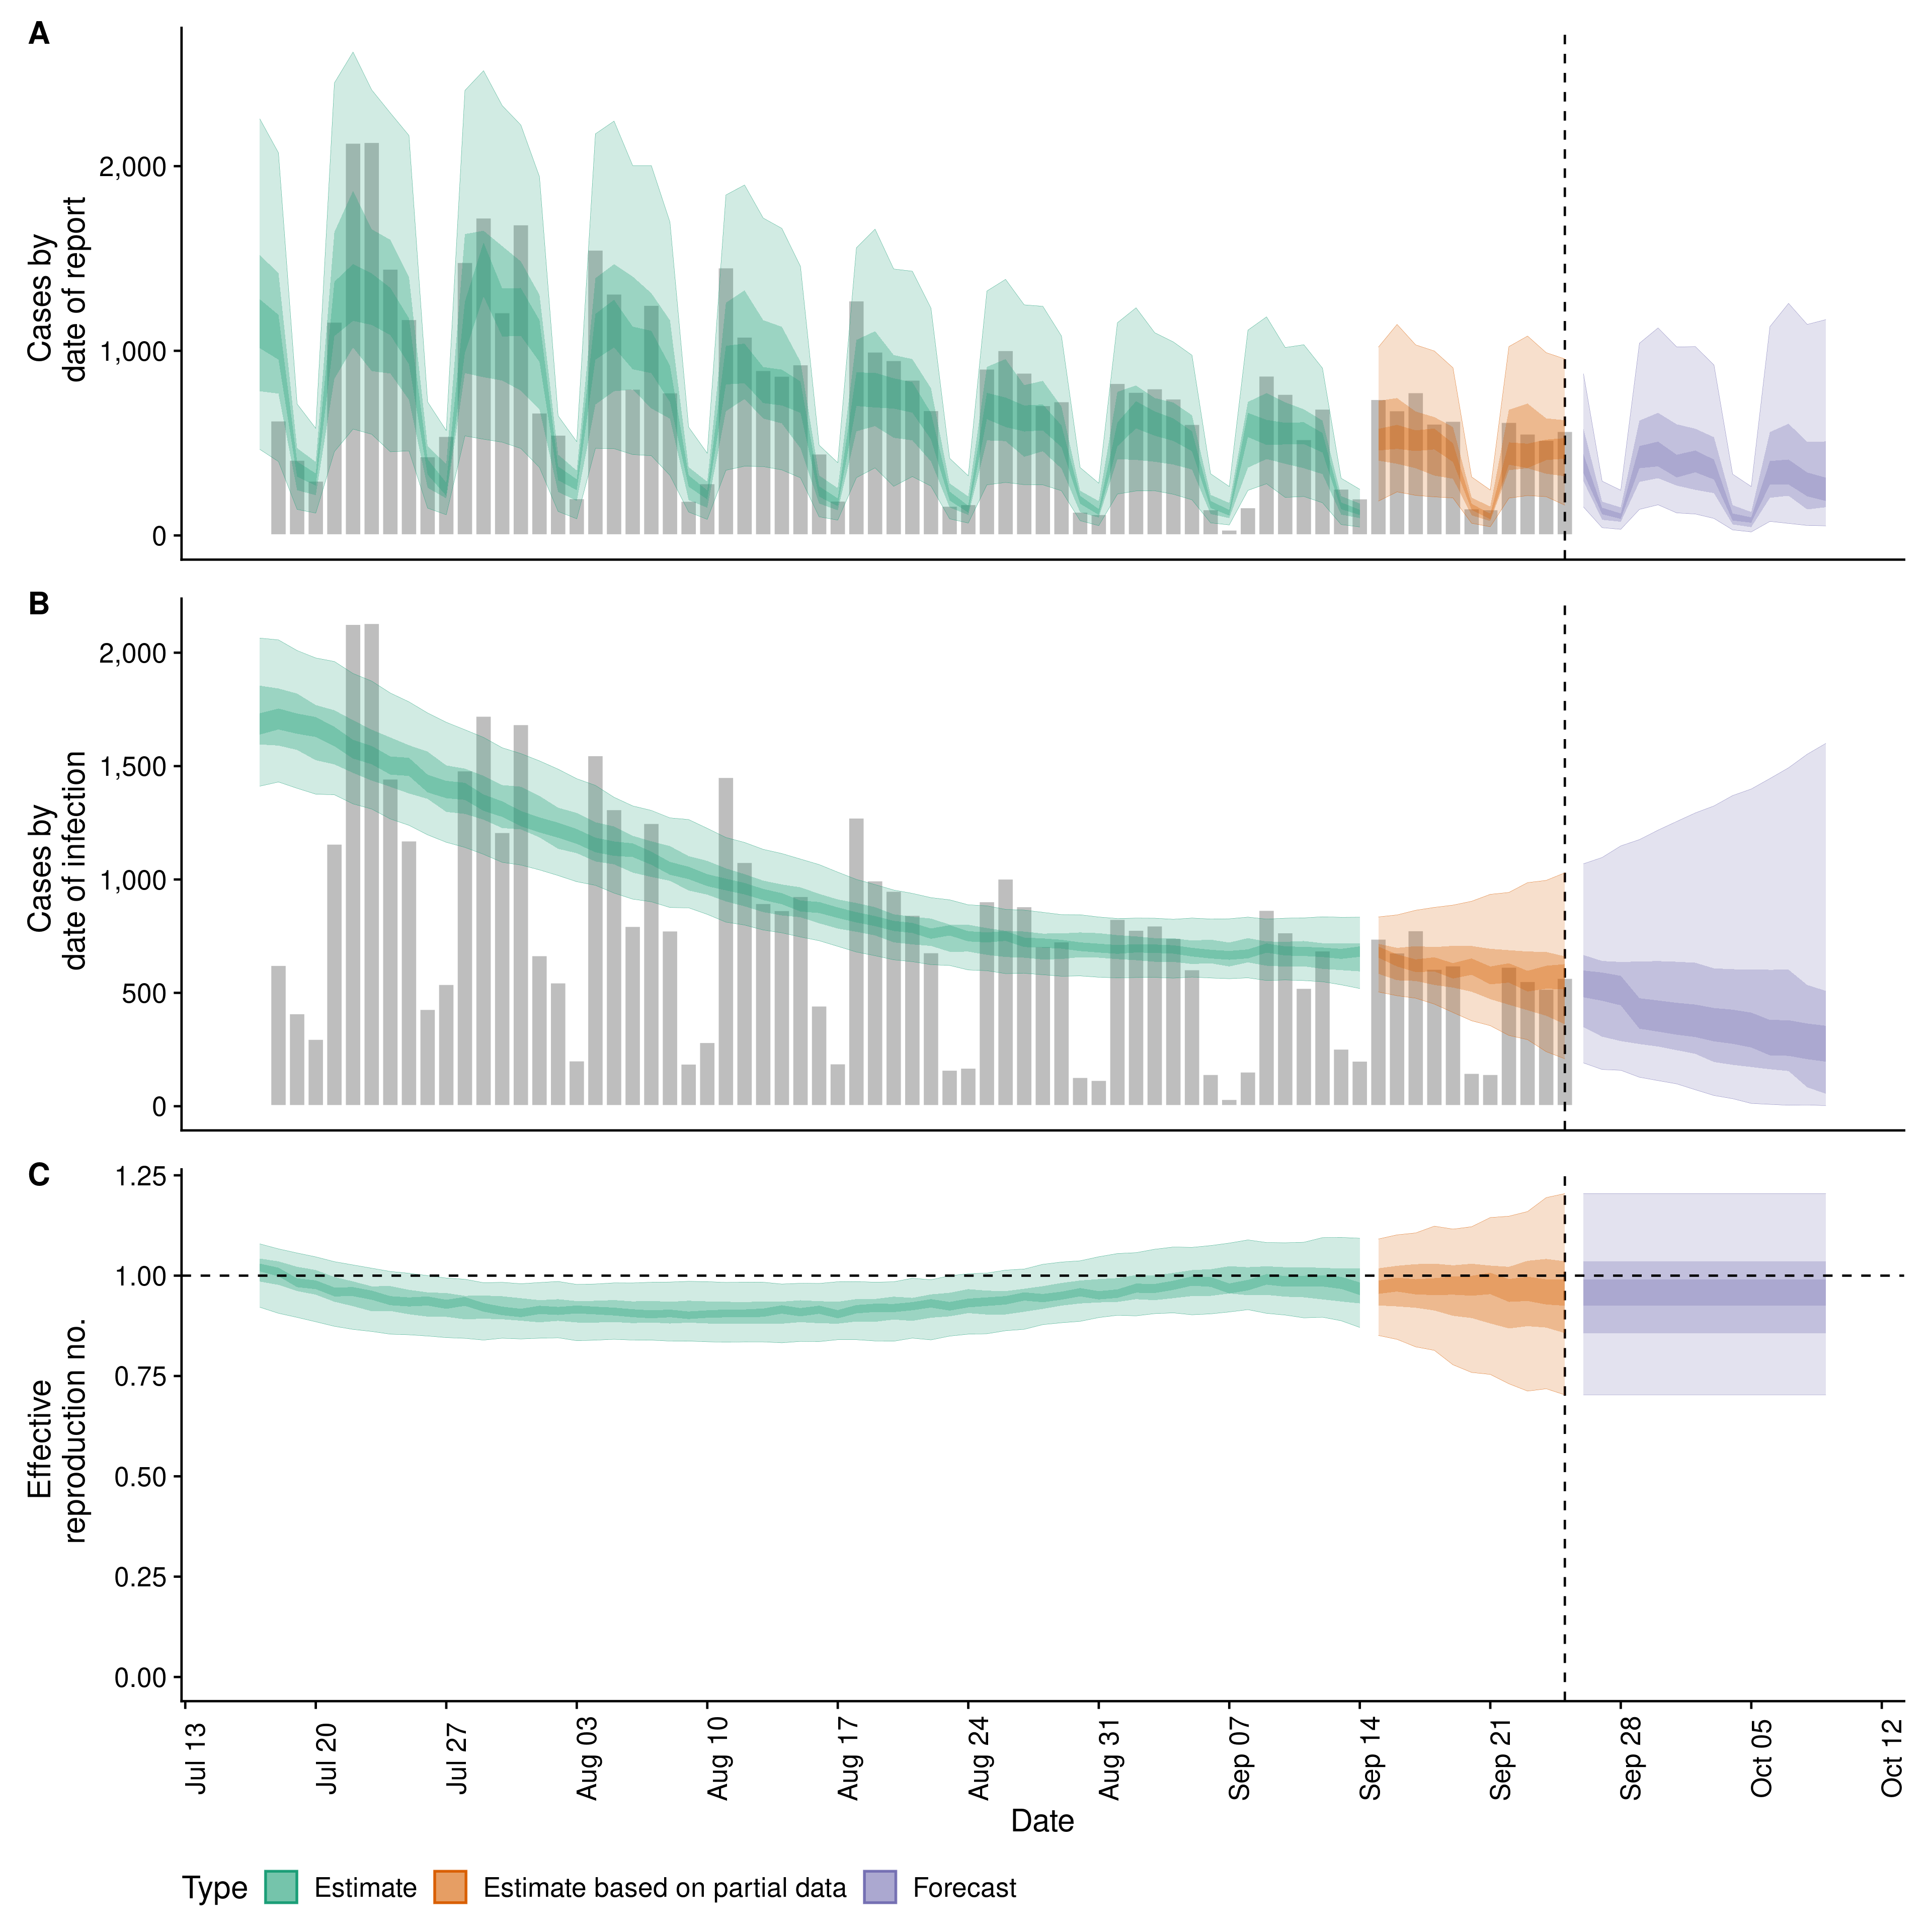 A
Cases by
date of report
2,000
1,000
0
B
Cases by
date of infection
2,000
1,500
1,000
500
0
C
Effective
reproduction no.
1.25
1.00
0.75
0.50
0.25
0.00
Jul 13
Jul 20
Jul 27
Aug 03
Aug 10
Aug 17
Aug 24
Aug 31
Sep 07
Sep 14
Sep 21
Sep 28
Oct 05
Oct 12
Date
Type
Estimate
Estimate based on partial data
Forecast